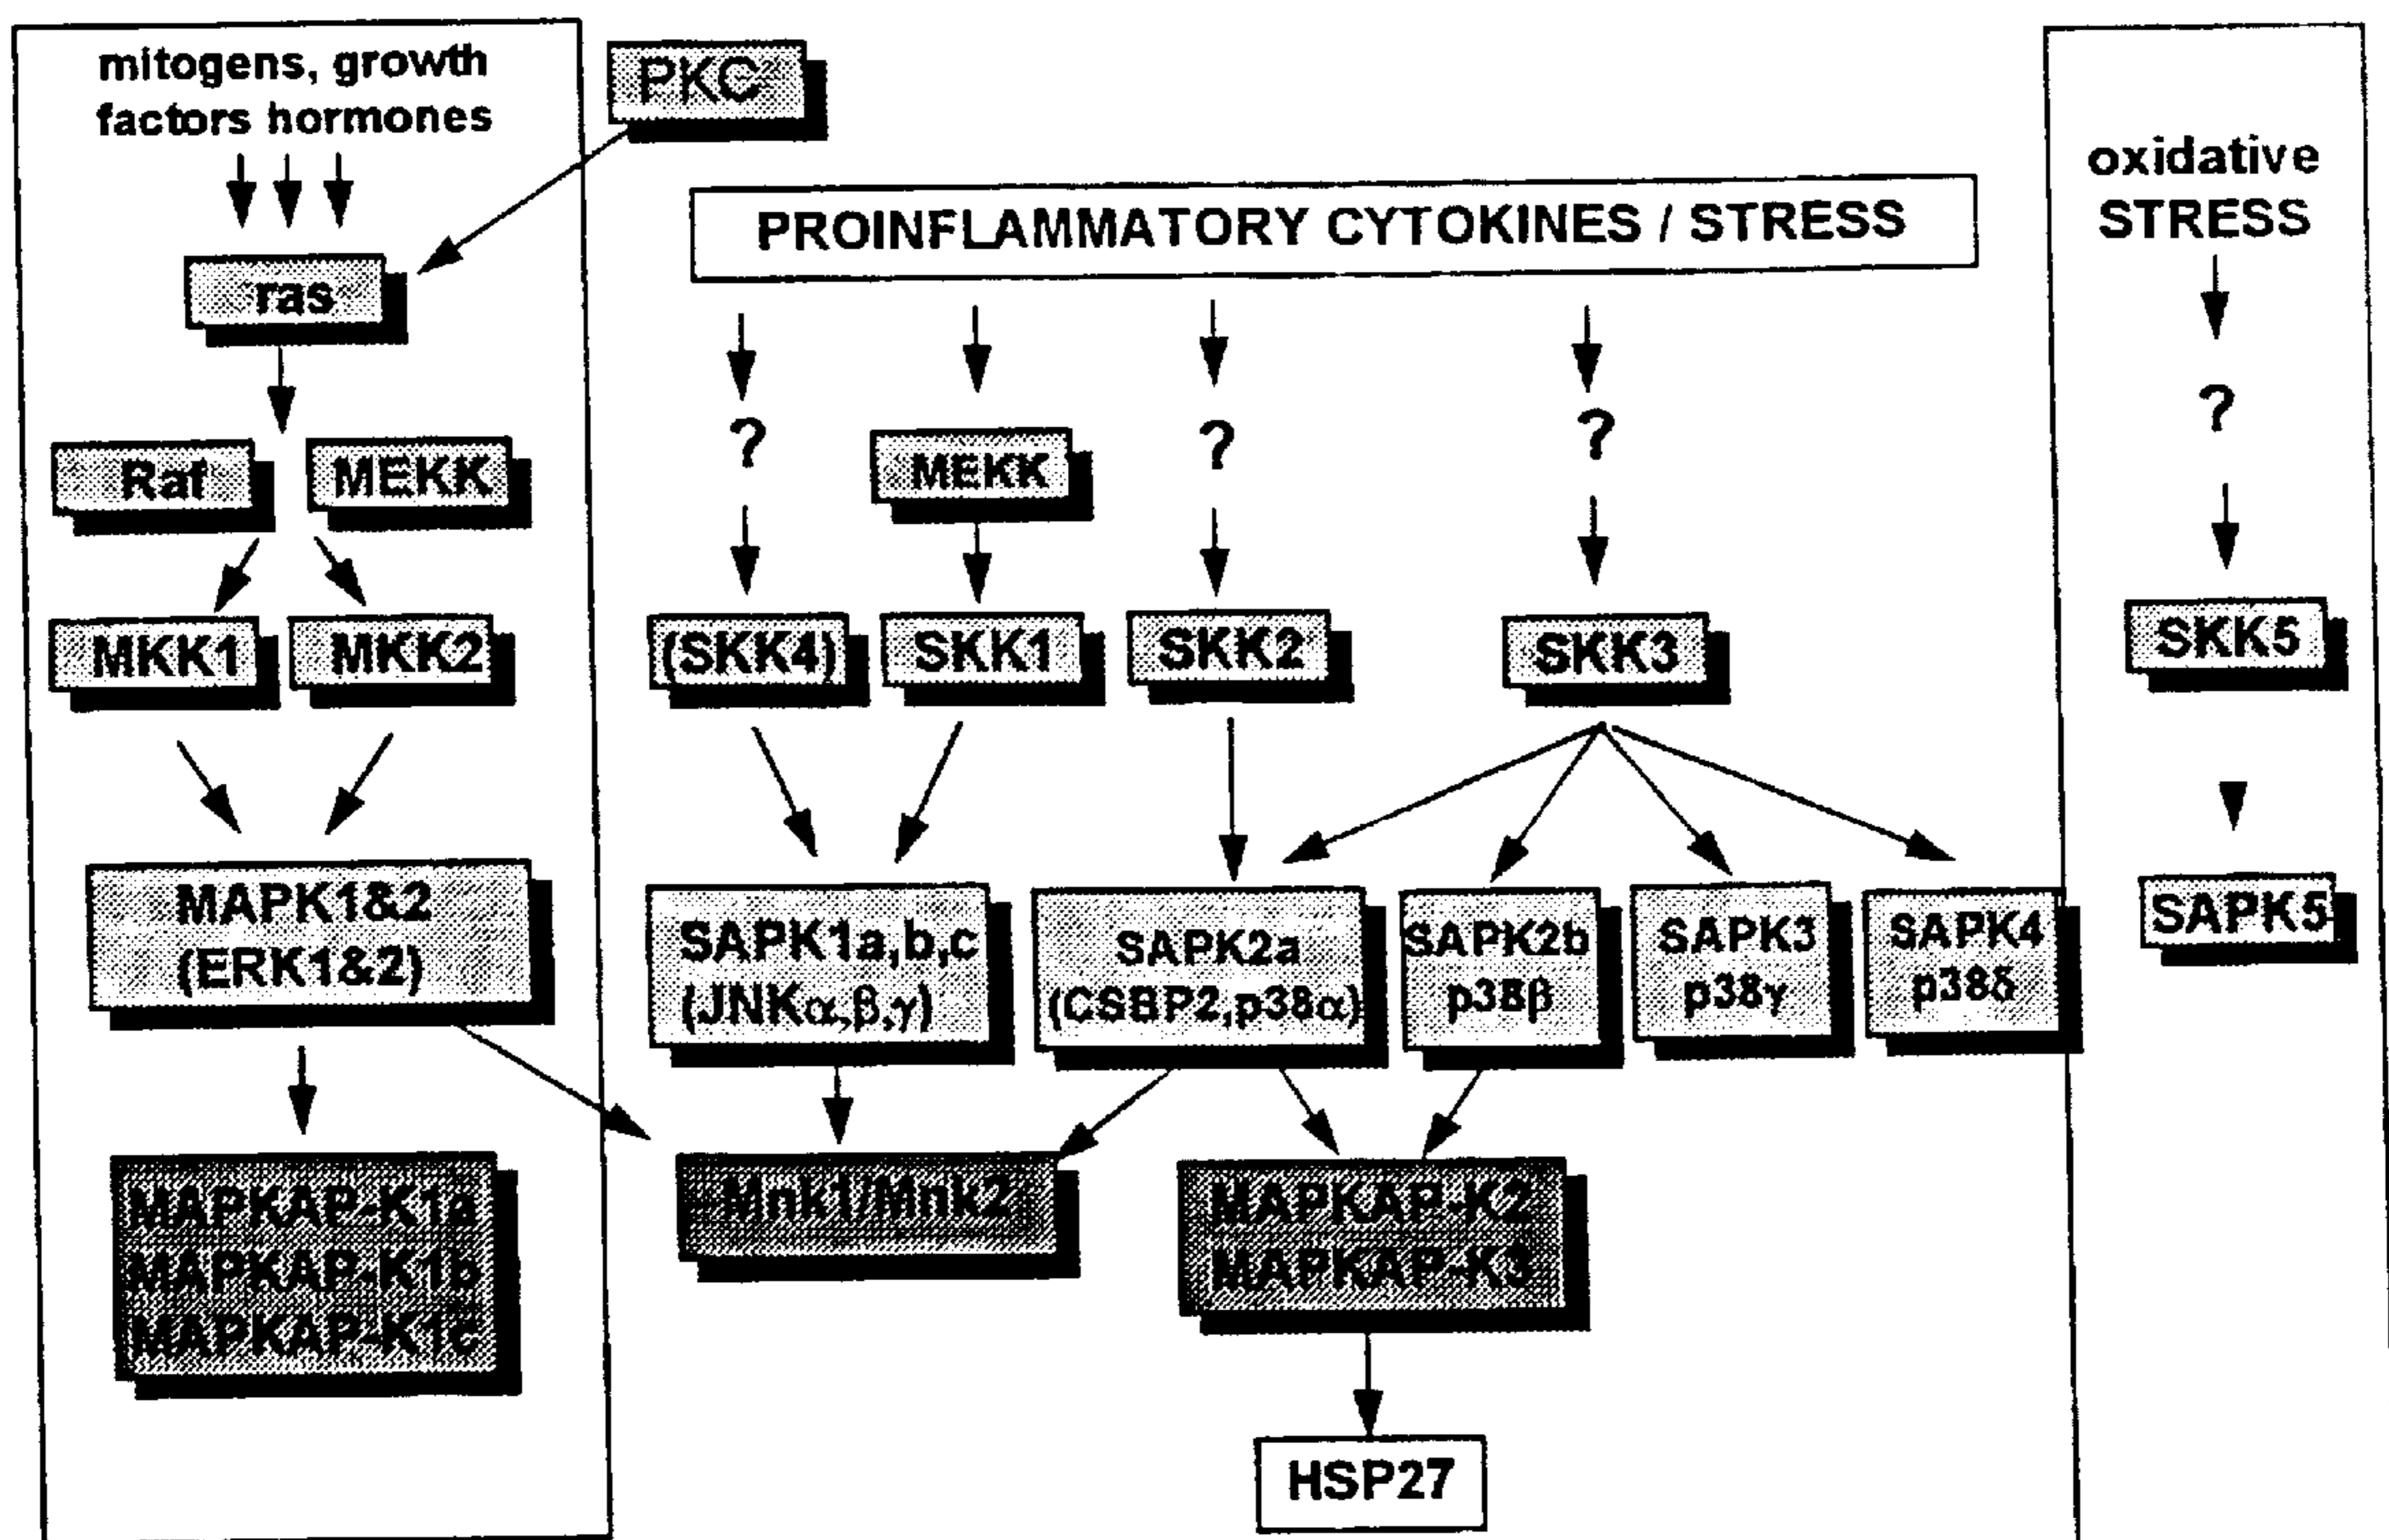 mitogens, growth
factors hormones
PKC
PROINFLAMMATORY CYTOKINES / STRESS
oxidative
STRESS
ras
?
?
?
?
Raf
MEKK
MEKK
MKK1
MKK2
(SKK4)
SKK1
SKK2
SKK3
SKK5
MAPK1&2
(ERK1&2)
SAPK1a,b,c
(JNKα,β,γ)
SAPK2a
(CSBP2,p38α)
SAPK2b
p38β
SAPK3
p38γ
SAPK4
p38δ
SAPK5
MAPKAP-K1a
MAPKAP-K1b
MAPKAP-K1c
Mnk1/Mnk2
MAPKAP-K2
MAPKAP-K3
HSP27